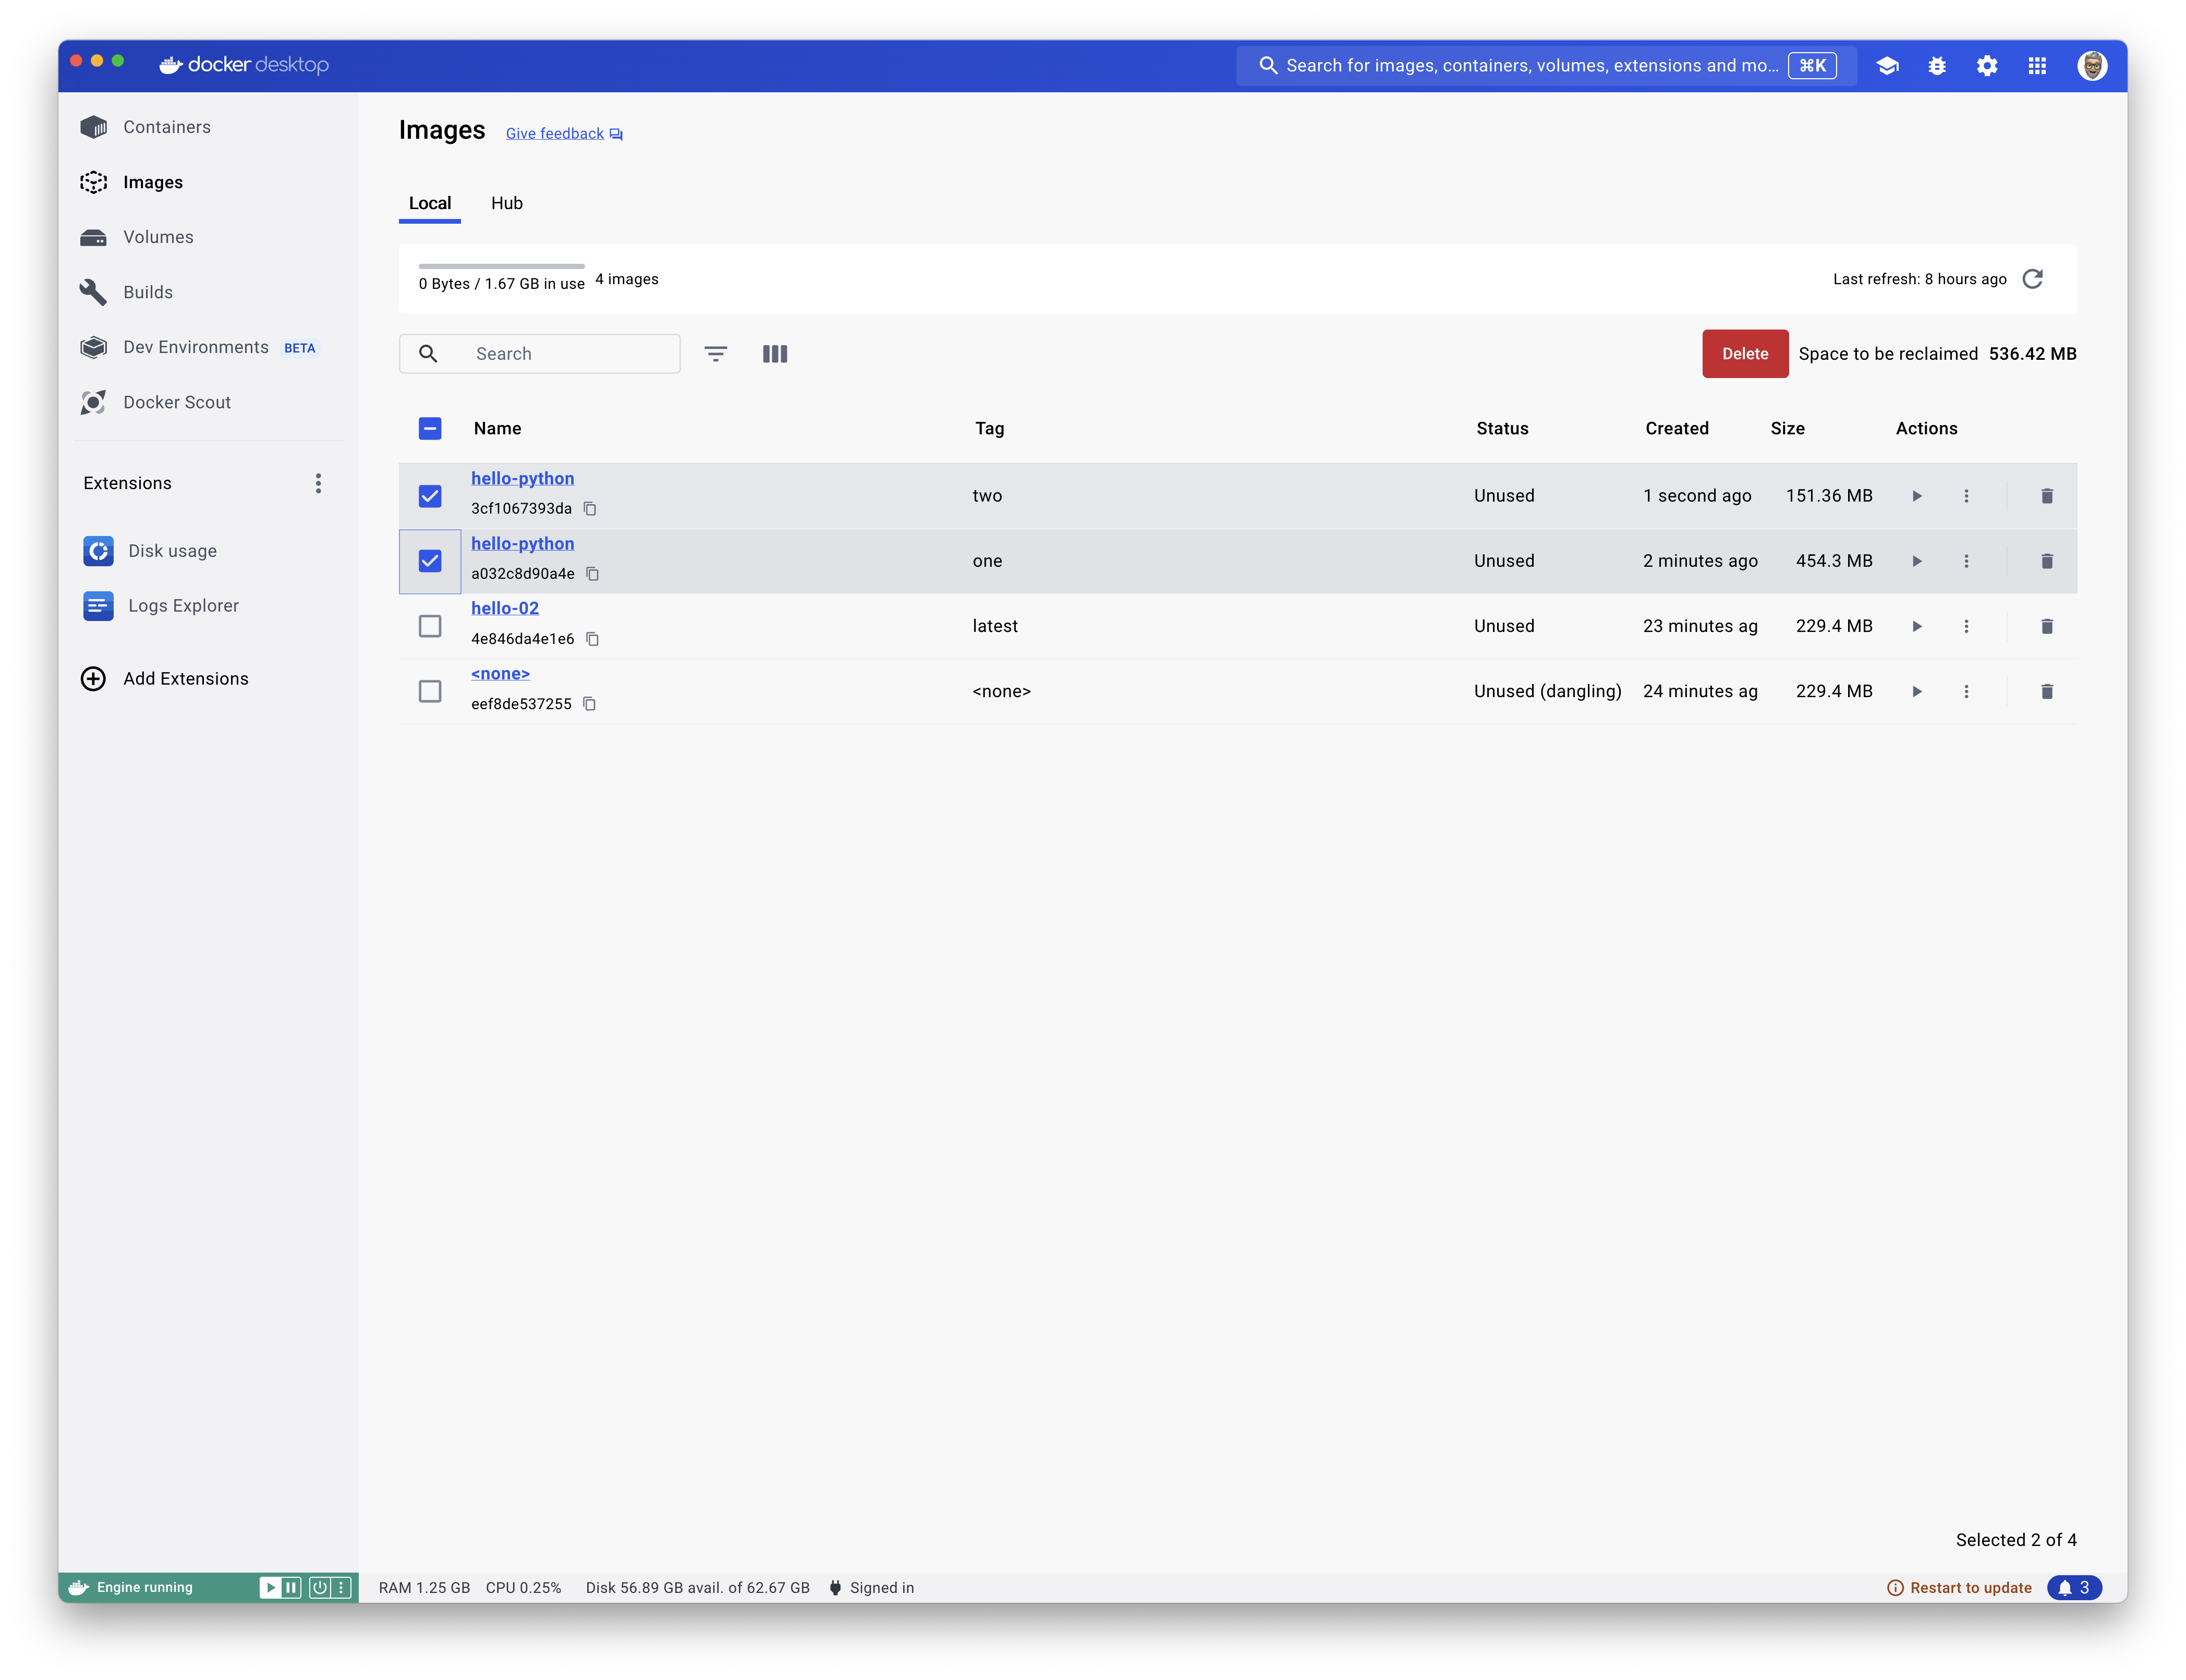 docker desktop
Search for images, containers, volumes, extensions and mo... ⌘K
Containers
Images
Volumes
Builds
Dev Environments BETA
Docker Scout
Extensions
Disk usage
Logs Explorer
Add Extensions
Images Give feedback
Local Hub
0 Bytes / 1.67 GB in use 4 images
Last refresh: 8 hours ago
Search
Delete Space to be reclaimed 536.42 MB
Name Tag Status Created Size Actions
hello-python
3cf1067393da
two Unused 1 second ago 151.36 MB
hello-python
a032c8d90a4e
one Unused 2 minutes ago 454.3 MB
hello-02
4e846da4e1e6
latest Unused 23 minutes ag 229.4 MB
<none>
eef8de537255
<none> Unused (dangling) 24 minutes ag 229.4 MB
Selected 2 of 4
Engine running
RAM 1.25 GB CPU 0.25% Disk 56.89 GB avail. of 62.67 GB Signed in
Restart to update 3